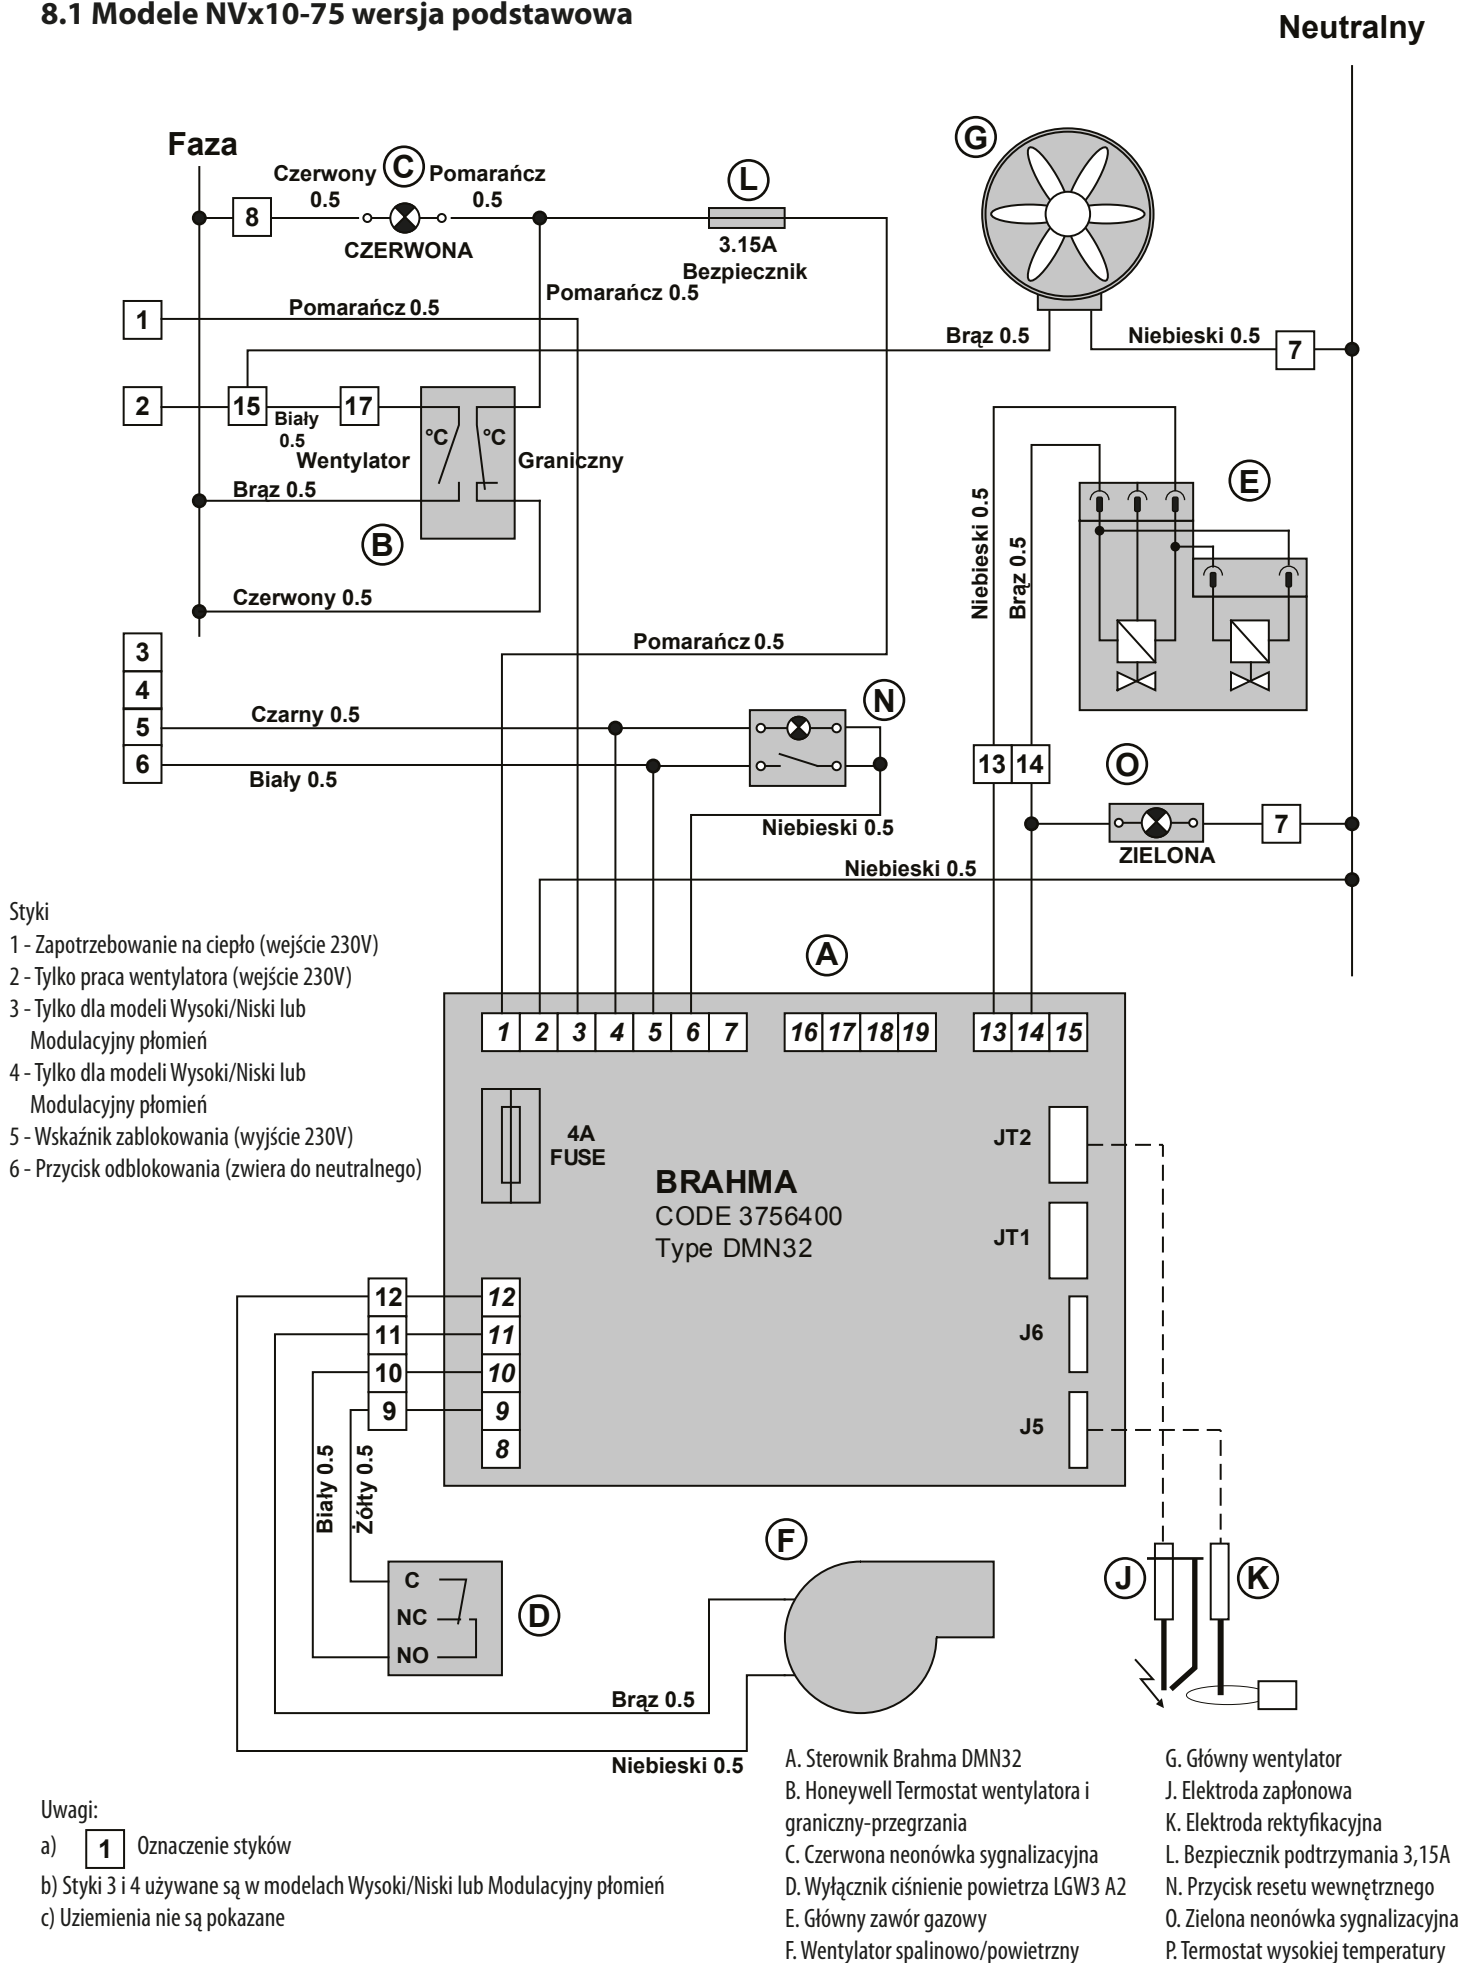 8.1 Modele NVx10-75 wersja podstawowa
Neutralny
Faza
Czerwony
0.5
C
Pomarańcz
0.5
L
G
8
CZERWONA
3.15A
Bezpiecznik
Pomarańcz 0.5
1
Pomarańcz 0.5
Brąz 0.5
Niebieski 0.5
7
2
15
Biały
0.5
17
°C
°C
Wentylator
Graniczny
Brąz 0.5
B
E
Niebieski 0.5
Brąz 0.5
Czerwony 0.5
3
4
5
6
Pomarańcz 0.5
Czarny 0.5
N
Biały 0.5
13
14
O
Niebieski 0.5
7
ZIELONA
Niebieski 0.5
Styki
1 - Zapotrzebowanie na ciepło (wejście 230V)
2 - Tylko praca wentylatora (wejście 230V)
3 - Tylko dla modeli Wysoki/Niski lub
Modulacyjny płomień
4 - Tylko dla modeli Wysoki/Niski lub
Modulacyjny płomień
5 - Wskaźnik zablokowania (wyjście 230V)
6 - Przycisk odblokowania (zwiera do neutralnego)
A
1 2 3 4 5 6 7
16 17 18 19
13 14 15
4A
FUSE
BRAHMA
CODE 3756400
Type DMN32
JT2
JT1
J6
J5
12
11
10
9
12
11
10
9
8
Biały 0.5
Żółty 0.5
C
NC
NO
D
F
J
K
Brąz 0.5
Niebieski 0.5
Uwagi:
a) 1 Oznaczenie styków
b) Styki 3 i 4 używane są w modelach Wysoki/Niski lub Modulacyjny płomień
c) Uziemienia nie są pokazane
A. Sterownik Brahma DMN32
B. Honeywell Termostat wentylatora i
graniczny-przegrzania
C. Czerwona neonówka sygnalizacyjna
D. Wyłącznik ciśnienie powietrza LGW3 A2
E. Główny zawór gazowy
F. Wentylator spalinowo/powietrzny
G. Główny wentylator
J. Elektroda zapłonowa
K. Elektroda rektyfikacyjna
L. Bezpiecznik podtrzymania 3,15A
N. Przycisk resetu wewnętrznego
O. Zielona neonówka sygnalizacyjna
P. Termostat wysokiej temperatury